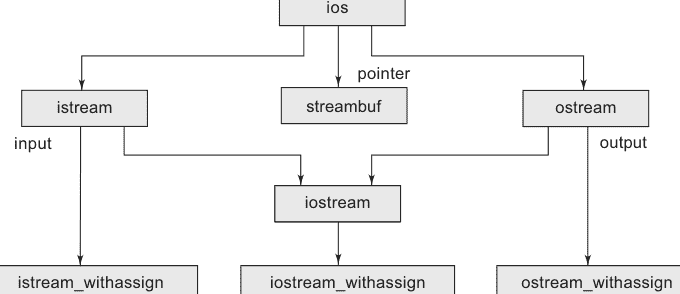 ios
pointer
istream
streambuf
ostream
input
output
iostream
istream_withassign
iostream_withassign
ostream_withassign